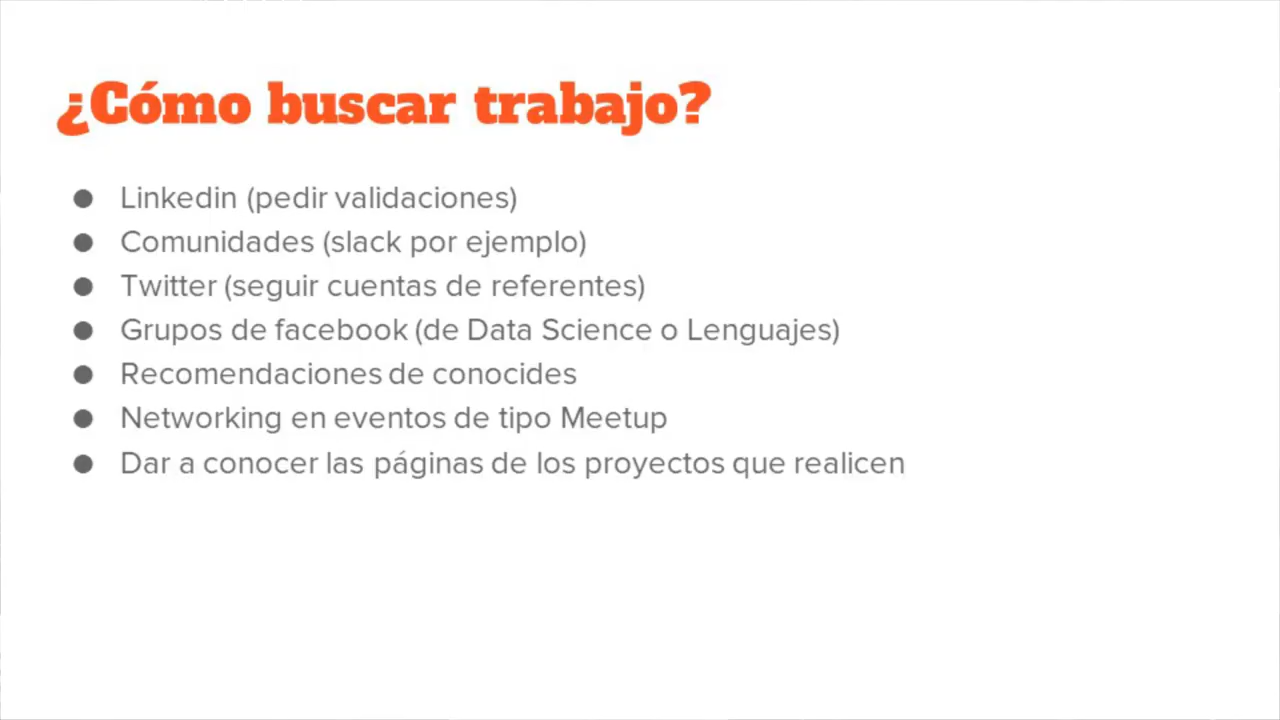 ¿Cómo buscar trabajo?
● Linkedin (pedir validaciones)
● Comunidades (slack por ejemplo)
● Twitter (seguir cuentas de referentes)
● Grupos de facebook (de Data Science o Lenguajes)
● Recomendaciones de conocides
● Networking en eventos de tipo Meetup
● Dar a conocer las páginas de los proyectos que realicen